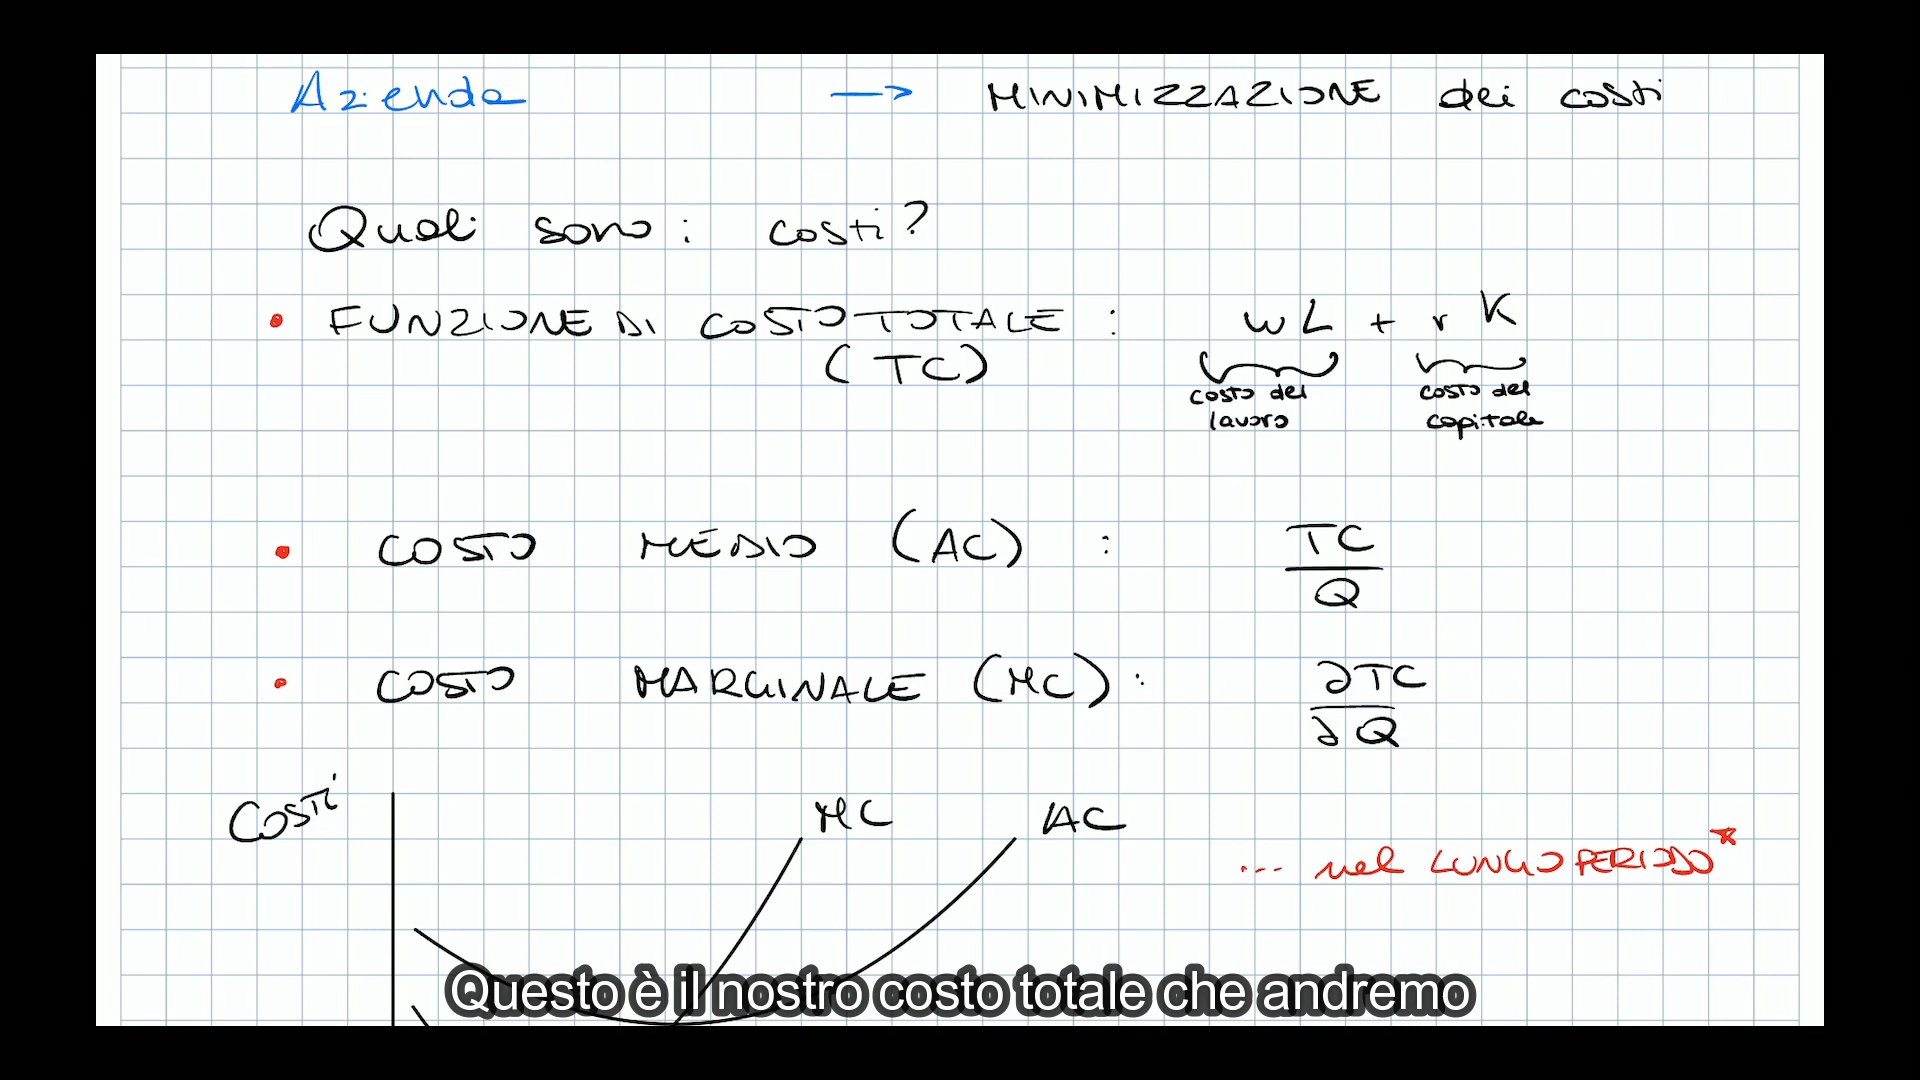 Azienda → MINIMIZZAZIONE dei costi
Quali sono i costi?
• FUNZIONE DI COSTO TOTALE : wL + rK
(TC)
costo del lavoro
costo del capitale
• COSTO MEDIO (AC) : TC / Q
• COSTO MARGINALE (MC) : ∂TC / ∂Q
Costi
MC
AC
... nel LUNGO PERIODO*
Questo è il nostro costo totale che andremo